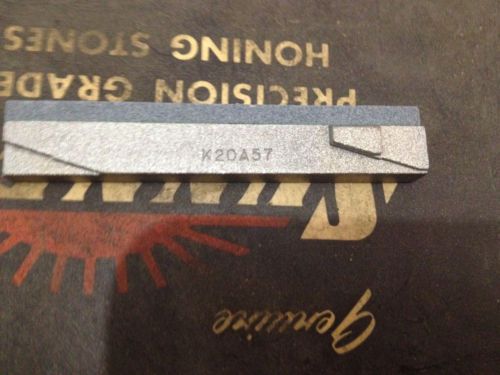 K20A57
Genuine
PRECISION GRADE
HONING STONES